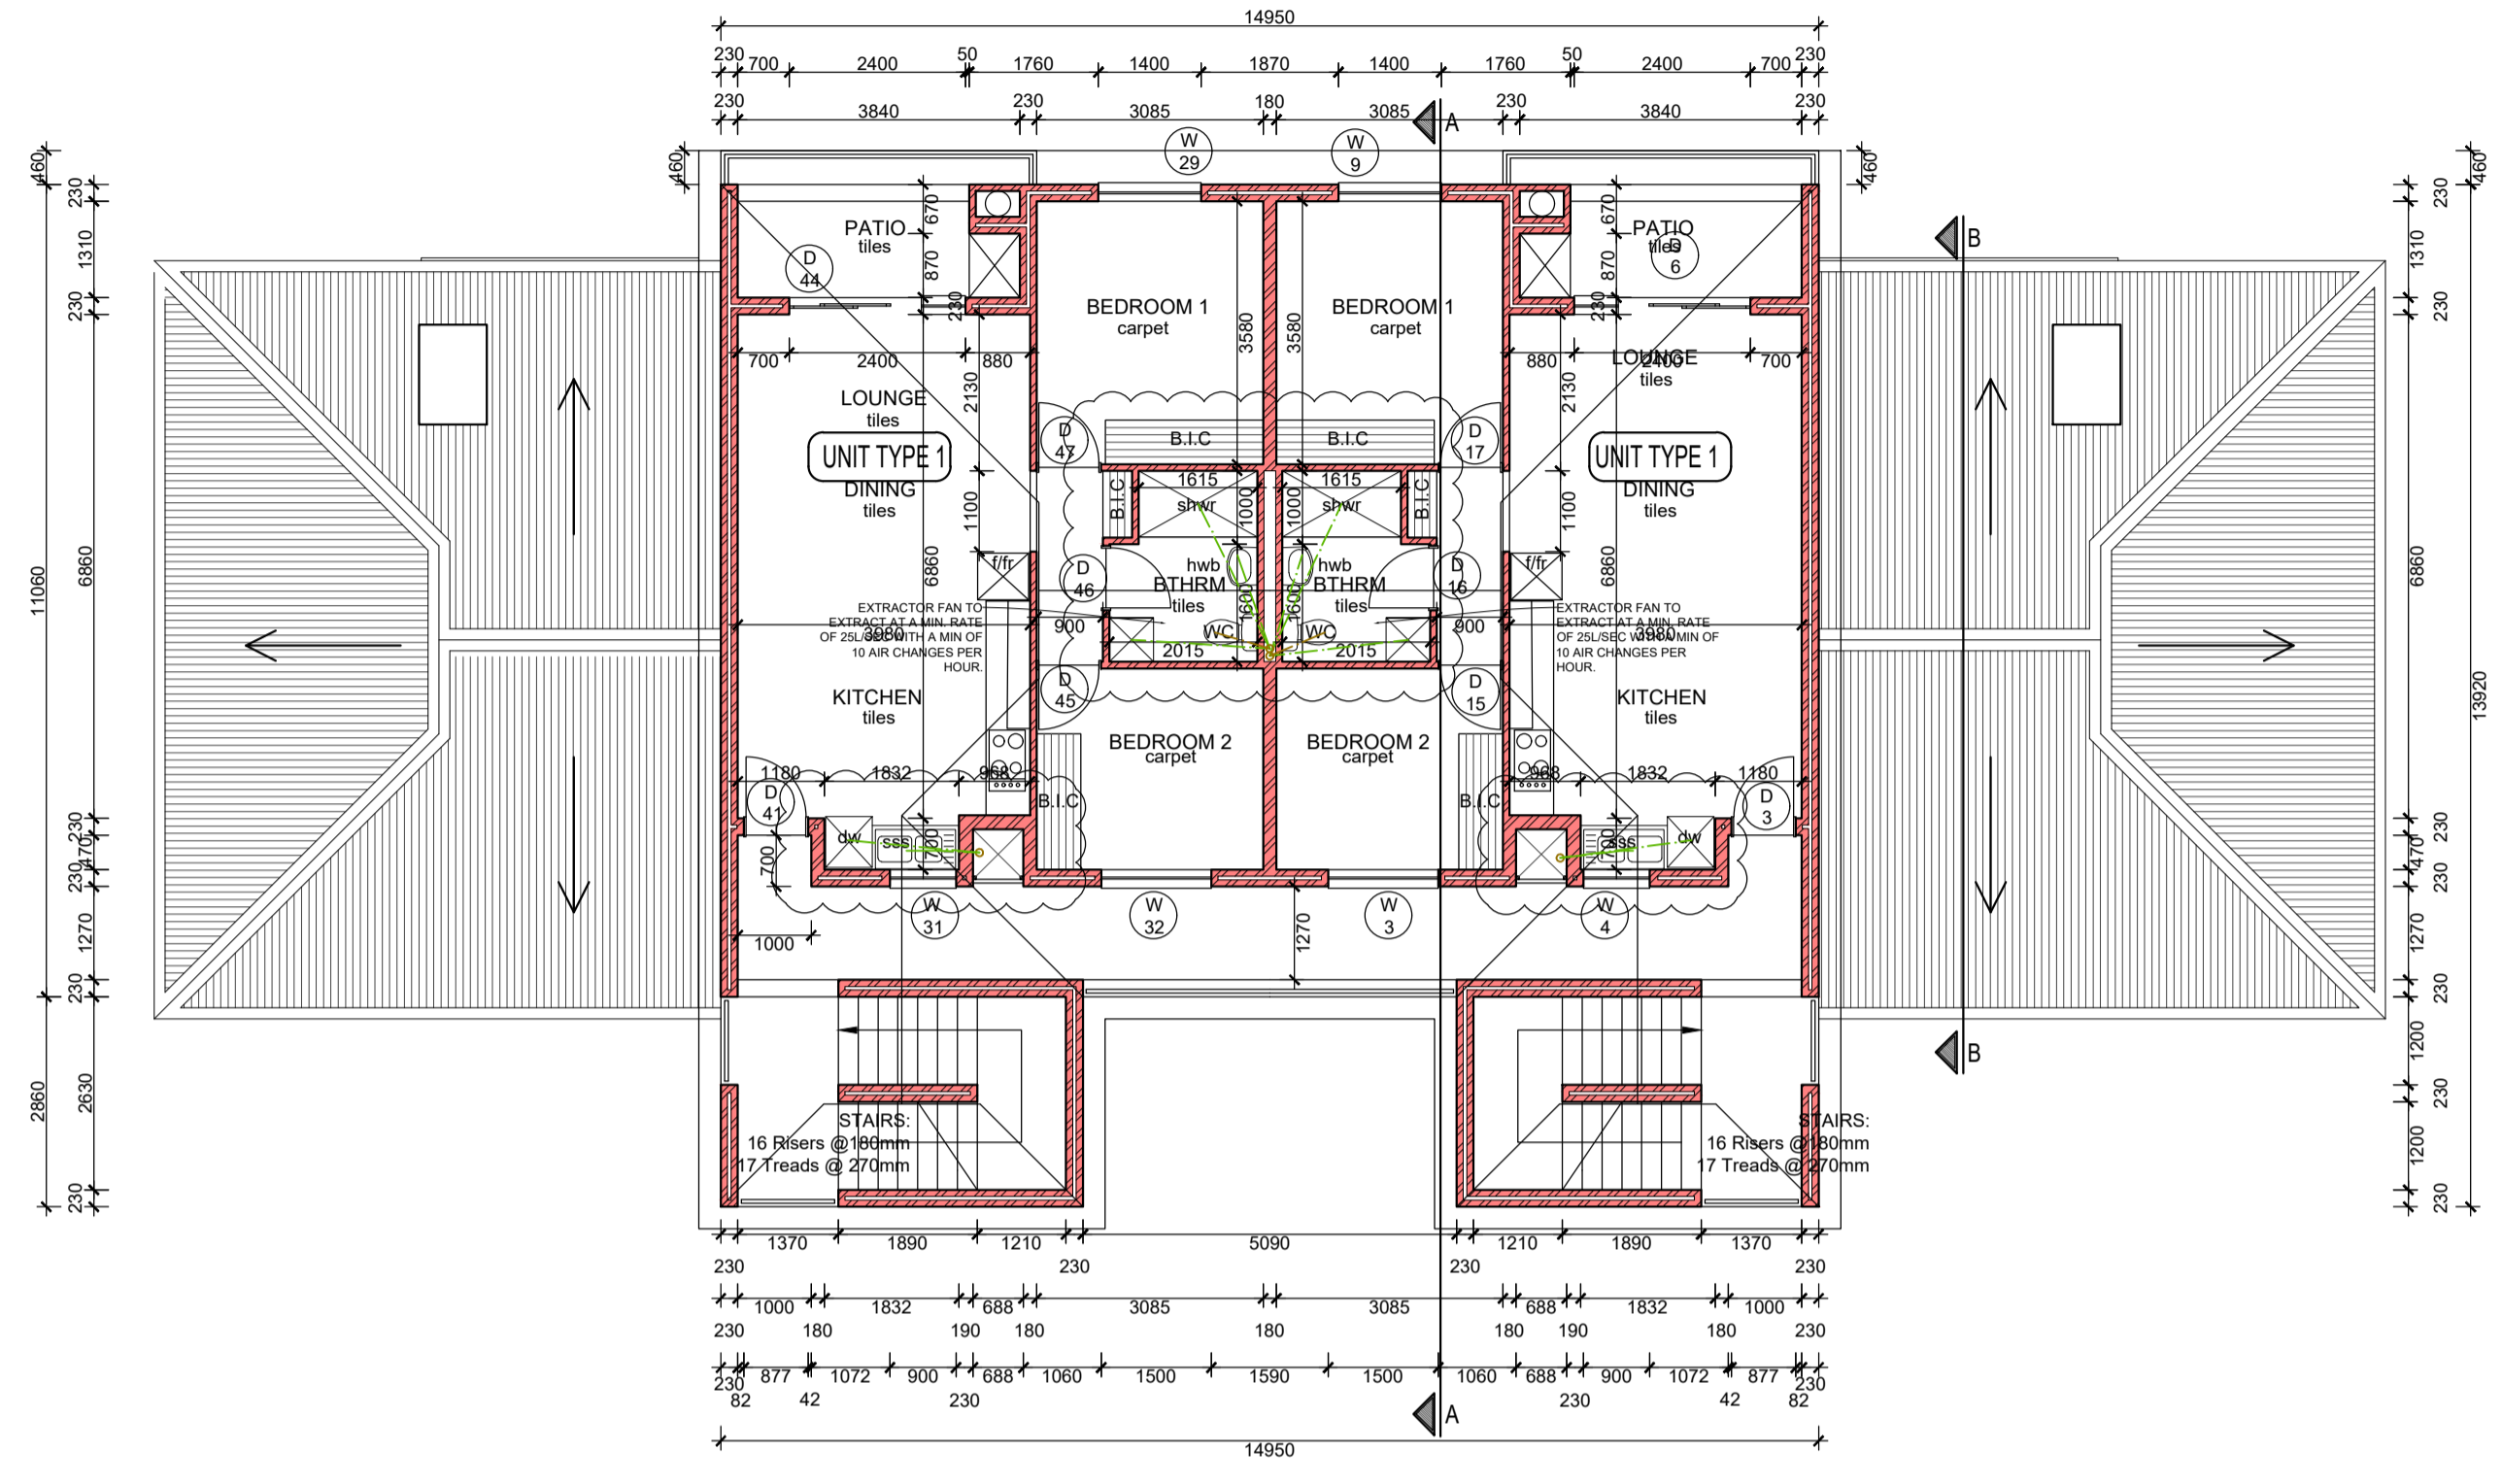 14950
230 700 2400 50 1760 1400 1870 1400 1760 50 2400 700 230
230 3840 230 3085 180 3085 230 3840 230
A
W 29
W 9
460 460 460 460
230 1310 230 6860 230 470 230 1270 230 2630 230
11060 2860
PATIO
tiles
D 44
670 870 230
BEDROOM 1
carpet
3580
BEDROOM 1
carpet
3580
PATIO
tiles
D 6
670 870 230
B
700 2400 880
880 2400 700
LOUNGE
tiles
LOUNGE
tiles
2130
2130
D 47
B.I.C
B.I.C
D 17
UNIT TYPE 1
UNIT TYPE 1
DINING
tiles
DINING
tiles
1100
1100
B.I.C
1615
shwr
1000
1000
1615
shwr
B.I.C
6860
6860
f/fr
f/fr
D 46
hwb
BTHRM
tiles
hwb
BTHRM
tiles
D 16
1600
1600
EXTRACTOR FAN TO
EXTRACT AT A MIN. RATE
OF 25L/SEC WITH A MIN OF
10 AIR CHANGES PER
HOUR.
EXTRACTOR FAN TO
EXTRACT AT A MIN. RATE
OF 25L/SEC WITH A MIN OF
10 AIR CHANGES PER
HOUR.
3980
900
WC
WC
900
3980
2015
2015
D 45
D 15
KITCHEN
tiles
KITCHEN
tiles
BEDROOM 2
carpet
BEDROOM 2
carpet
1180 1832 968
968 1832 1180
D 41
B.I.C
B.I.C
D 3
dw
sss
700
700
700
sss
dw
W 31
W 32
W 3
W 4
1000
1270
230 1310 230 6860 230 470 230 1270 230 1200 230 1200 230
13920
B
STAIRS:
16 Risers @180mm
17 Treads @ 270mm
STAIRS:
16 Risers @180mm
17 Treads @ 270mm
1370 1890 1210 5090 1210 1890 1370
230 230 230 230
1000 1832 688 3085 3085 688 1832 1000
230 180 190 180 180 180 190 180 230
230 877 1072 900 688 1060 1500 1590 1500 1060 688 900 1072 877 230
82 42 230 230 42 82
A
14950